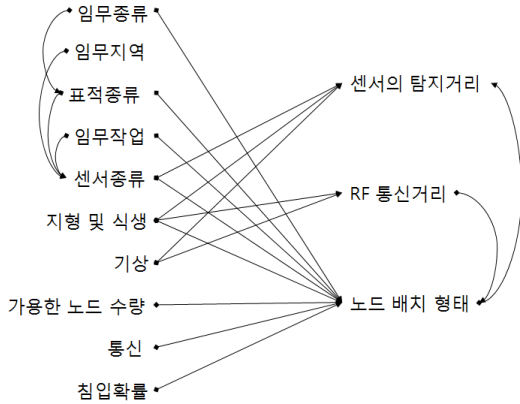 임무종류
임무지역
표적종류
임무작업
센서종류
지형 및 식생
기상
가용한 노드 수량
통신
침입확률
센서의 탐지거리
RF 통신거리
노드 배치 형태